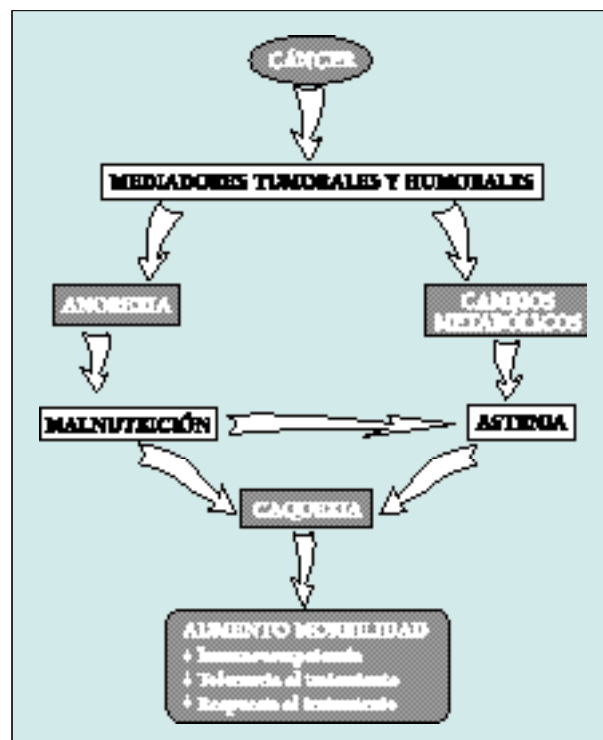 CÁNCER
MEDIADORES TUMORALES Y HUMORALES
ANOREXIA
CAMBIOS
METABÓLICOS
MALNUTRICIÓN
ASTENIA
CAQUEXIA
AUMENTO MORBILIDAD
↓ Inmunocompetencia
↓ Tolerancia al tratamiento
↓ Respuesta al tratamiento